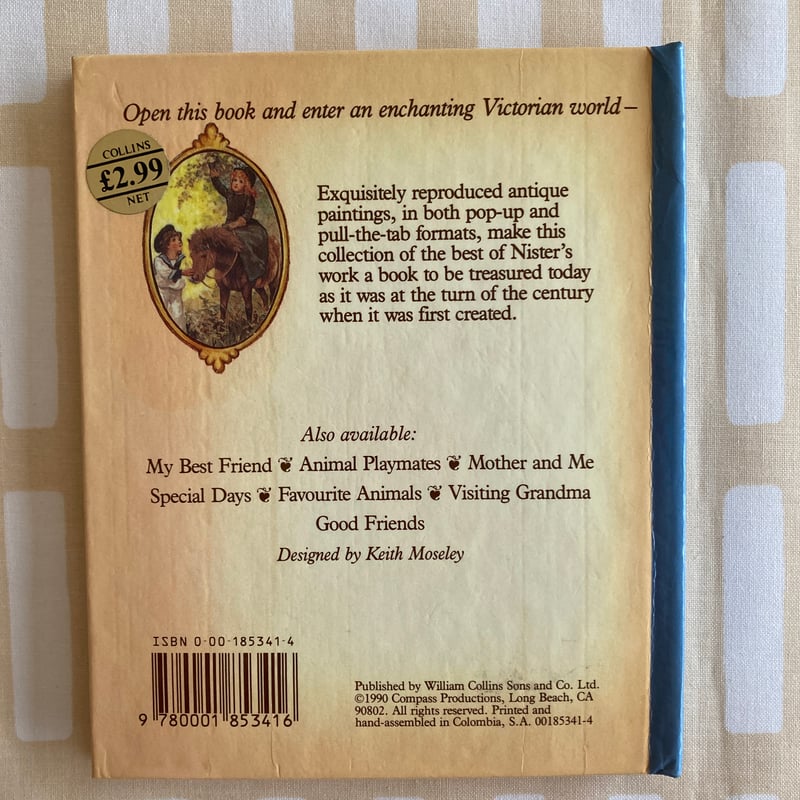 Open this book and enter an enchanting Victorian world—
COLLINS
£2.99
NET
Exquisitely reproduced antique
paintings, in both pop-up and
pull-the-tab formats, make this
collection of the best of Nister's
work a book to be treasured today
as it was at the turn of the century
when it was first created.
Also available:
My Best Friend ❦ Animal Playmates ❦ Mother and Me
Special Days ❦ Favourite Animals ❦ Visiting Grandma
Good Friends
Designed by Keith Moseley
ISBN 0-00-185341-4
9 780001 853416
Published by William Collins Sons and Co. Ltd.
©1990 Compass Productions, Long Beach, CA
90802. All rights reserved. Printed and
hand-assembled in Colombia, S.A. 00185341-4